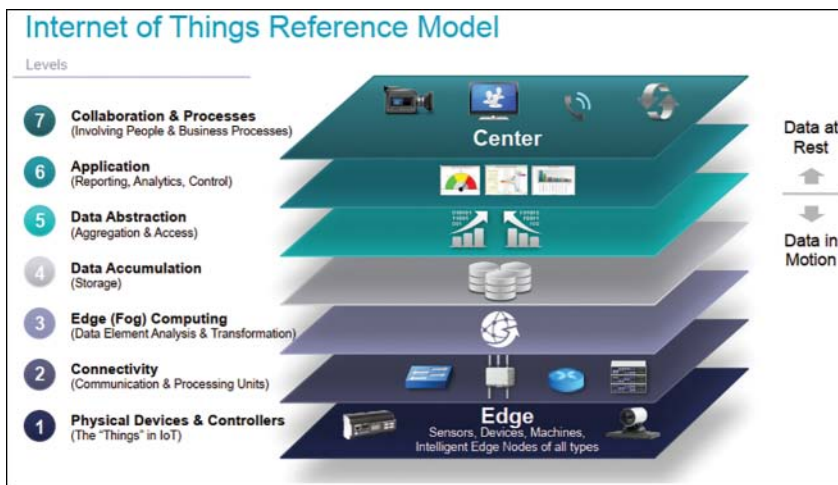 Internet of Things Reference Model
Levels
7
Collaboration & Processes
(Involving People & Business Processes)
6
Application
(Reporting, Analytics, Control)
5
Data Abstraction
(Aggregation & Access)
4
Data Accumulation
(Storage)
3
Edge (Fog) Computing
(Data Element Analysis & Transformation)
2
Connectivity
(Communication & Processing Units)
1
Physical Devices & Controllers
(The "Things" in IoT)
Center
Edge
Sensors, Devices, Machines,
Intelligent Edge Nodes of all types
Data at
Rest
Data in
Motion